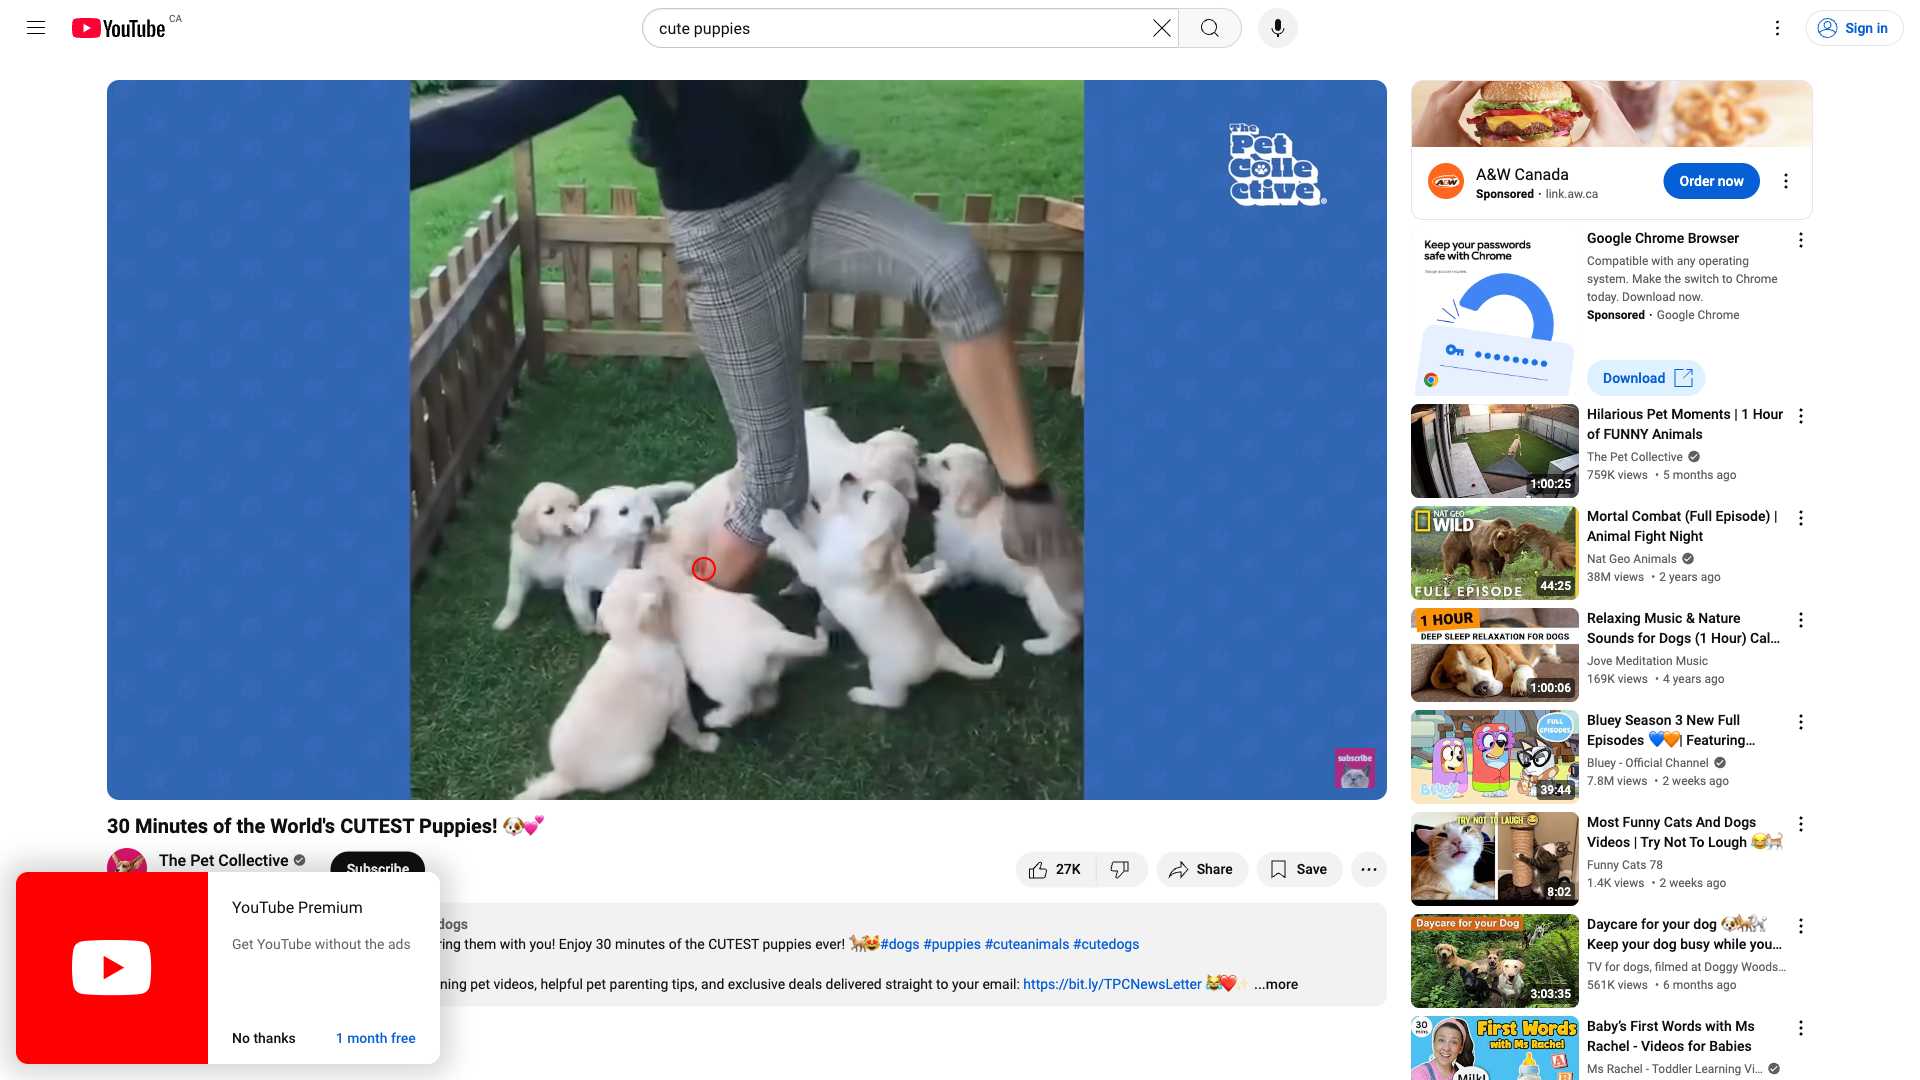 YouTube CA
cute puppies
Sign in
The
Pet
Colle
ctive
subscribe
30 Minutes of the World's CUTEST Puppies! 🐶💕
The Pet Collective
Subscribe
27K
Share
Save
dogs
ring them with you! Enjoy 30 minutes of the CUTEST puppies ever! 🐕😻#dogs #puppies #cuteanimals #cutedogs
ning pet videos, helpful pet parenting tips, and exclusive deals delivered straight to your email: https://bit.ly/TPCNewsLetter 😹❤️✨ ...more
YouTube Premium
Get YouTube without the ads
No thanks
1 month free
A&W
A&W Canada
Sponsored · link.aw.ca
Order now
Keep your passwords
safe with Chrome
Google Chrome Browser
Compatible with any operating
system. Make the switch to Chrome
today. Download now.
Sponsored · Google Chrome
Download
1:00:25
Hilarious Pet Moments | 1 Hour
of FUNNY Animals
The Pet Collective
759K views • 5 months ago
NAT GEO
WILD
FULL EPISODE
44:25
Mortal Combat (Full Episode) |
Animal Fight Night
Nat Geo Animals
38M views • 2 years ago
1 HOUR
DEEP SLEEP RELAXATION FOR DOGS
1:00:06
Relaxing Music & Nature
Sounds for Dogs (1 Hour) Cal...
Jove Meditation Music
169K views • 4 years ago
FULL
EPISODES
BLUEY
39:44
Bluey Season 3 New Full
Episodes 💙🧡| Featuring...
Bluey - Official Channel
7.8M views • 2 weeks ago
TRY NOT TO LAUGH 😂
8:02
Most Funny Cats And Dogs
Videos | Try Not To Lough 😂🐈
Funny Cats 78
1.4K views • 2 weeks ago
Daycare for your Dog
3:03:35
Daycare for your dog 🐶🐕🐩
Keep your dog busy while you...
TV for dogs, filmed at Doggy Woods...
561K views • 6 months ago
30
mins
First Words
with Ms Rachel
Milk!
A
B
Baby's First Words with Ms
Rachel - Videos for Babies
Ms Rachel - Toddler Learning Vi...